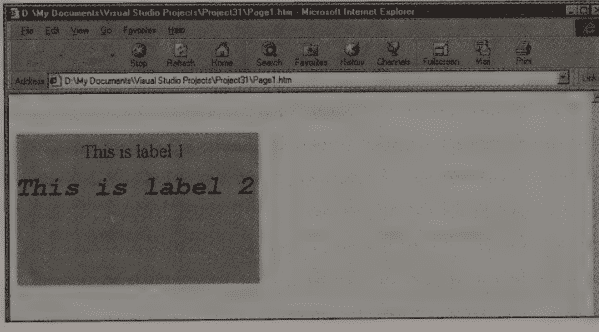 D:\My Documents\Visual Studio Projects\Project31\Page1.htm - Microsoft Internet Explorer
File Edit View Go Favorites Help
Stop Refresh Home Search Favorites History Channels Fullscreen Mail Print
Address D:\My Documents\Visual Studio Projects\Project31\Page1.htm Link
This is label 1
This is label 2